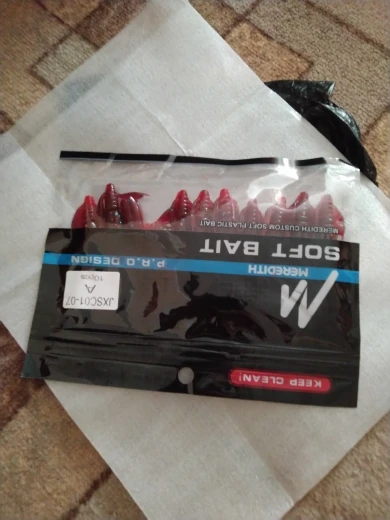 KEEP CLEAN!
M
MEREDITH P.R.O DESIGN
SOFT BAIT
MEREDITH CUSTOM SOFT PLASTIC BAIT
JXSC01-07
A
10pcs